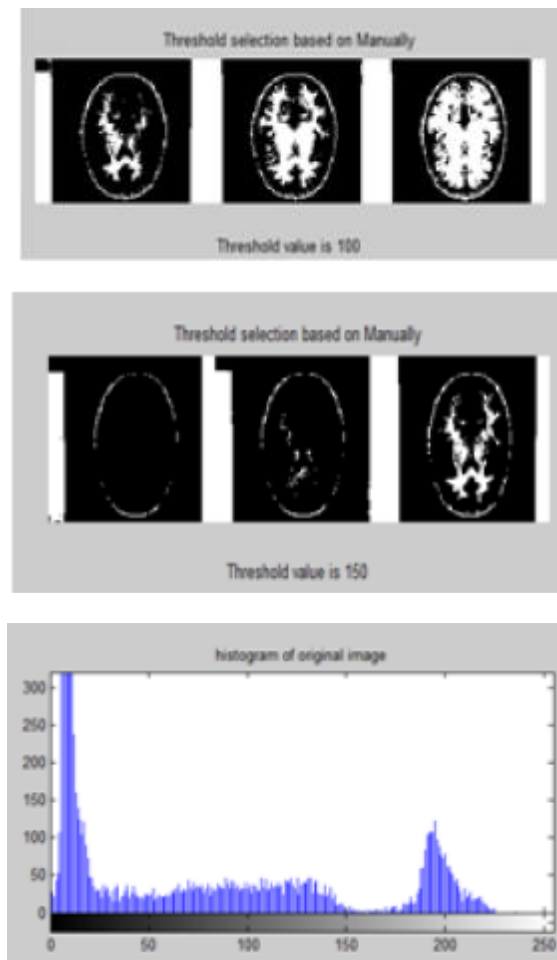 Threshold selection based on Manually
Threshold value is 100
Threshold selection based on Manually
Threshold value is 150
histogram of original image
300
250
200
150
100
50
0
0 50 100 150 200 250